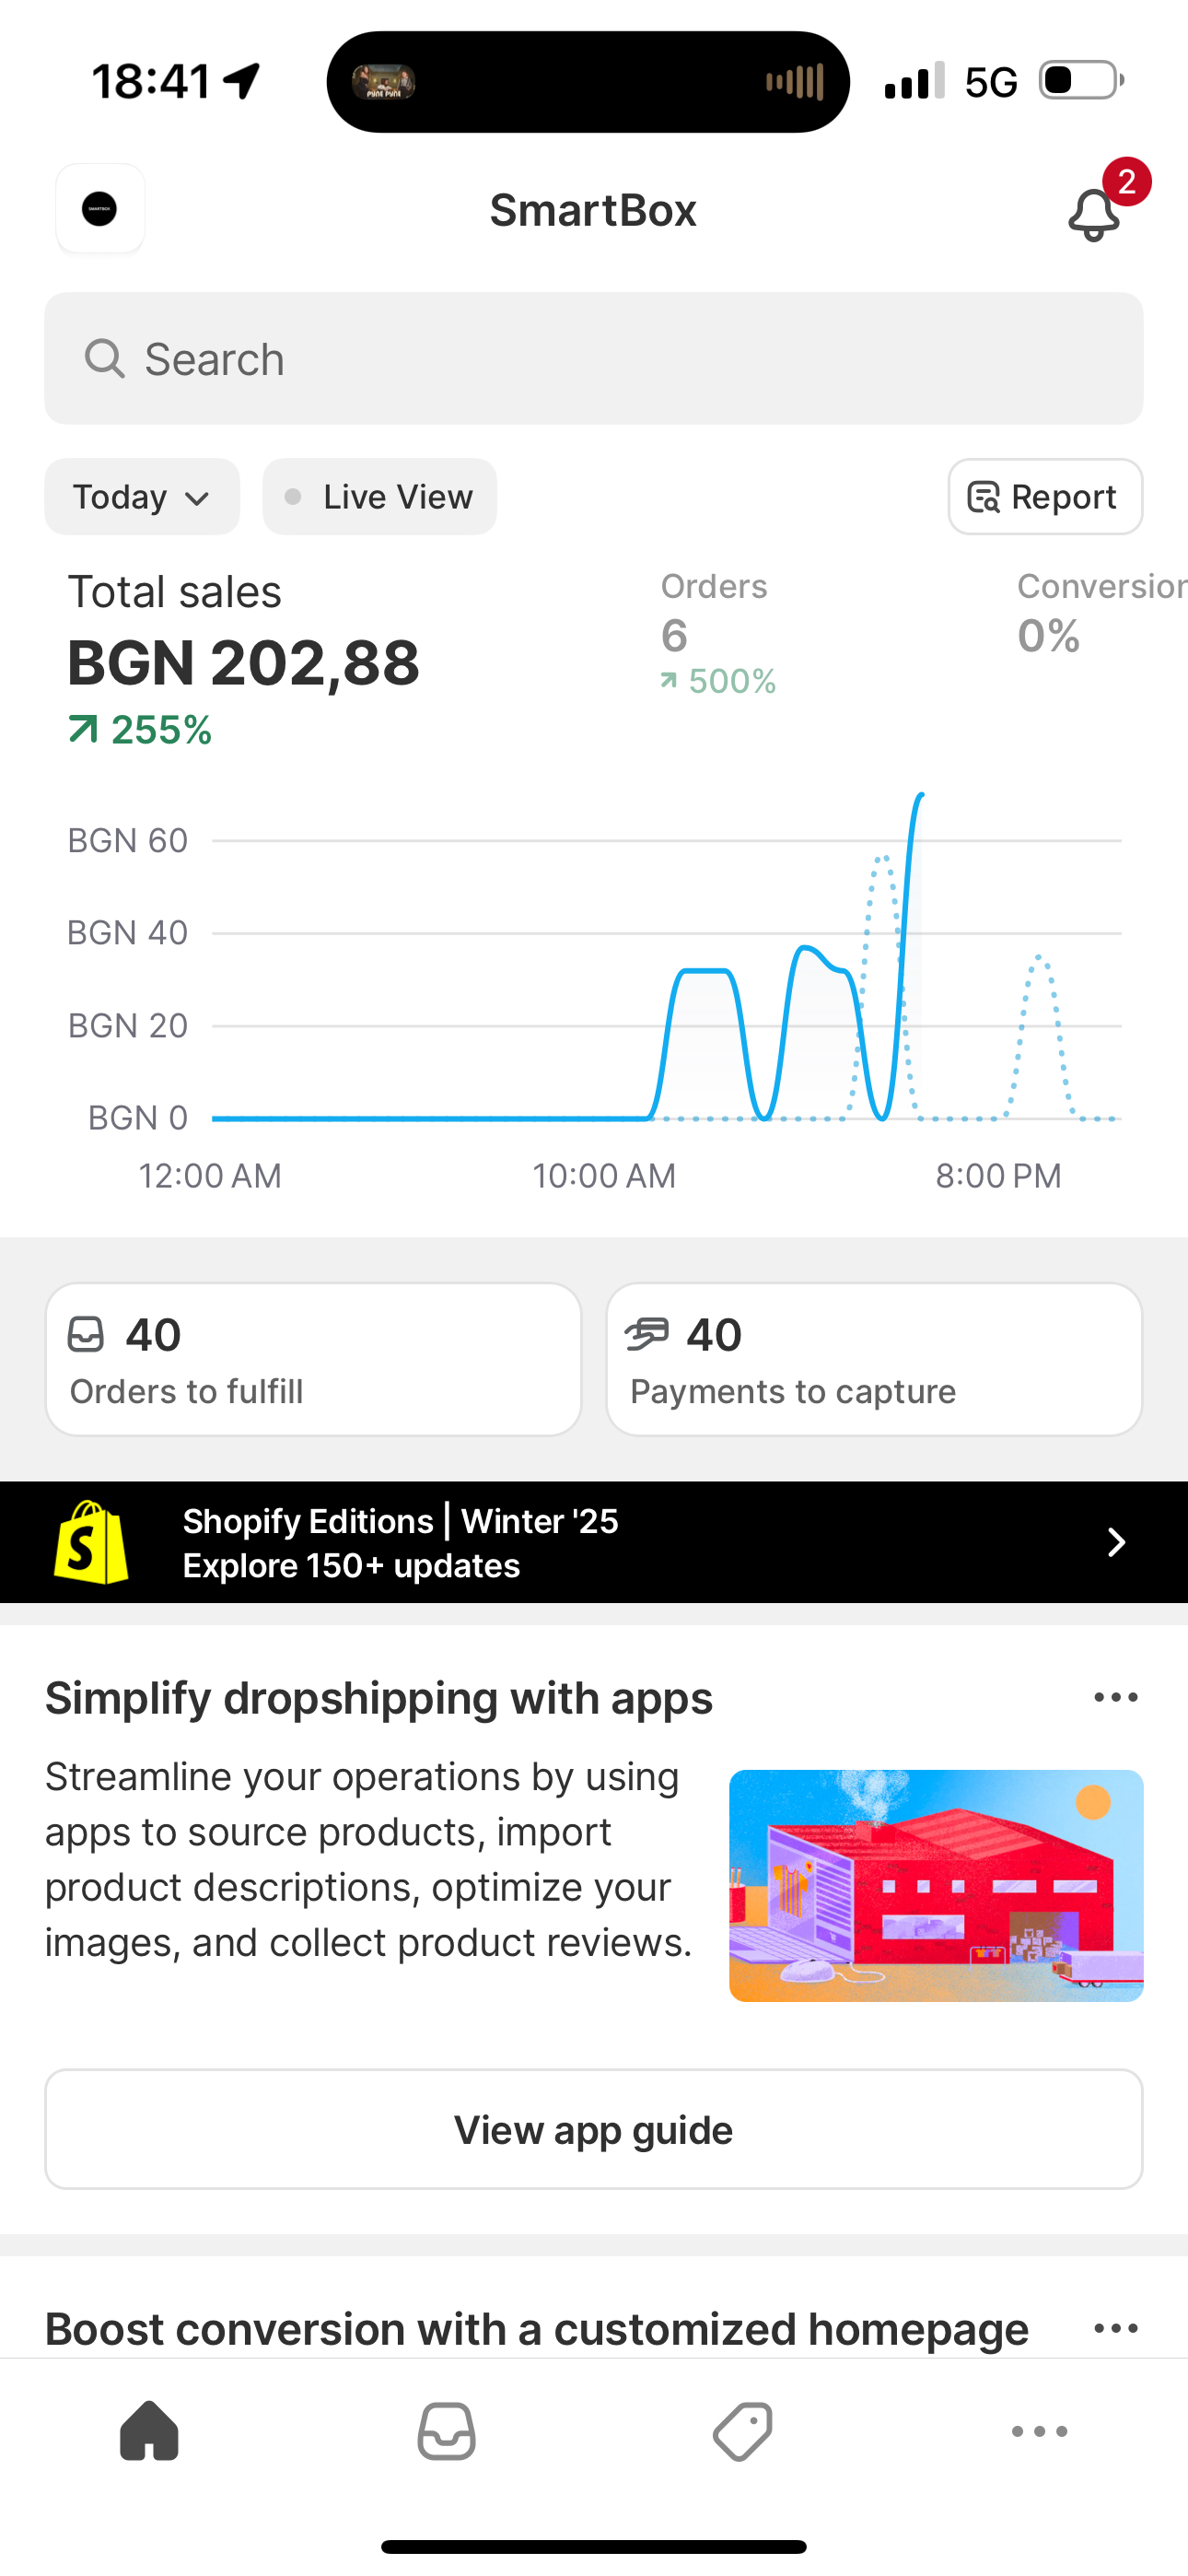 18:41
5G
SMARTBOX
SmartBox
2
Search
Today
Live View
Report
Total sales
BGN 202,88
255%
Orders
6
500%
Conversion
0%
BGN 60
BGN 40
BGN 20
BGN 0
12:00 AM
10:00 AM
8:00 PM
40
Orders to fulfill
40
Payments to capture
Shopify Editions | Winter '25
Explore 150+ updates
Simplify dropshipping with apps
Streamline your operations by using
apps to source products, import
product descriptions, optimize your
images, and collect product reviews.
View app guide
Boost conversion with a customized homepage